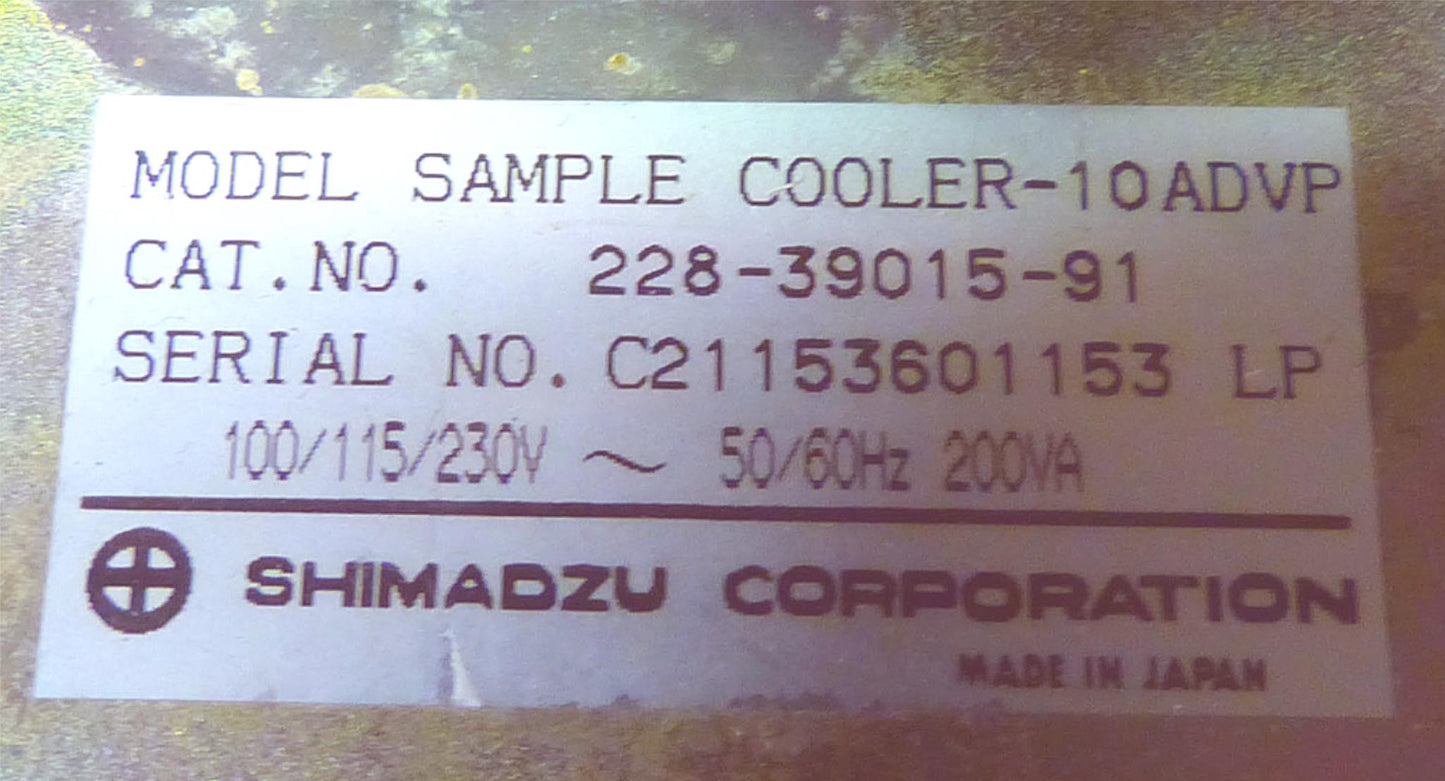 MODEL SAMPLE COOLER-10ADVP
CAT.NO. 228-39015-91
SERIAL NO. C21153601153 LP
100/115/230V ~ 50/60Hz 200VA
SHIMADZU CORPORATION
MADE IN JAPAN